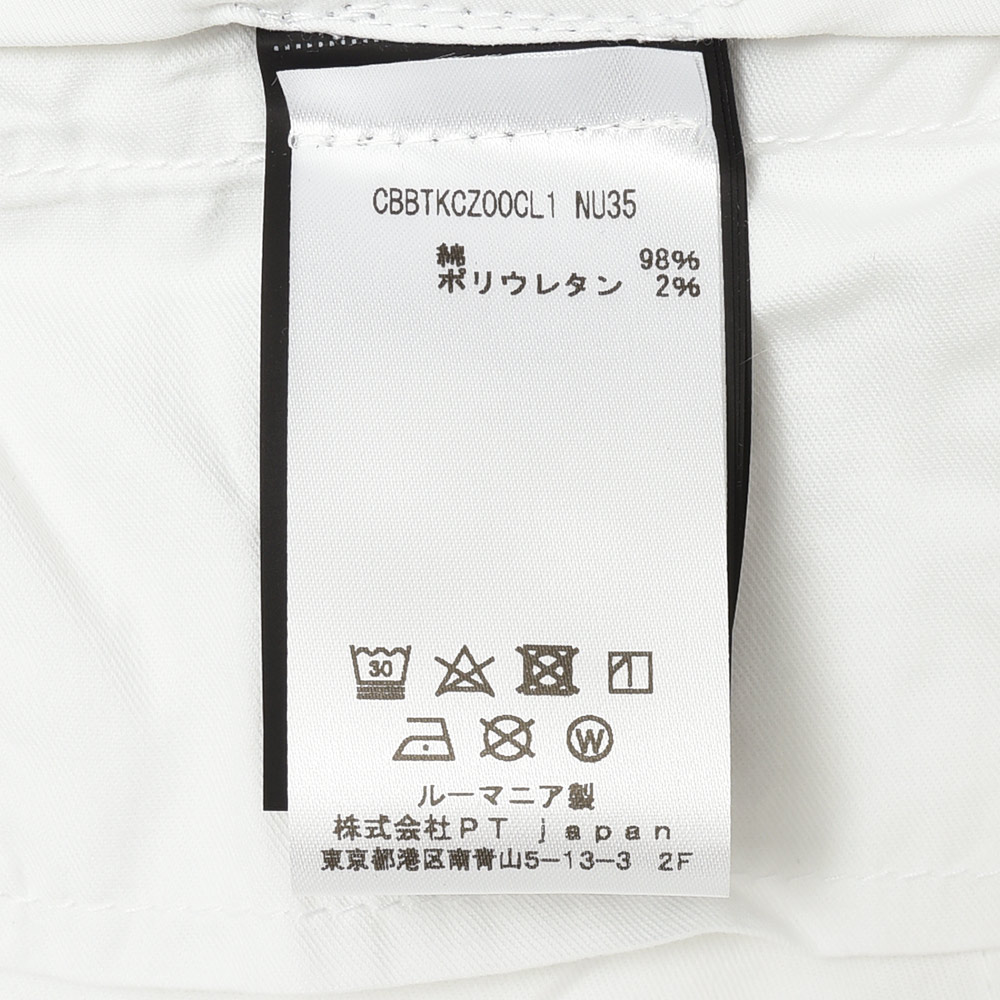 CBBTKCZ00CL1 NU35
綿 98%
ポリウレタン 2%
30
W
ルーマニア製
株式会社PT japan
東京都港区南青山5-13-3 2F